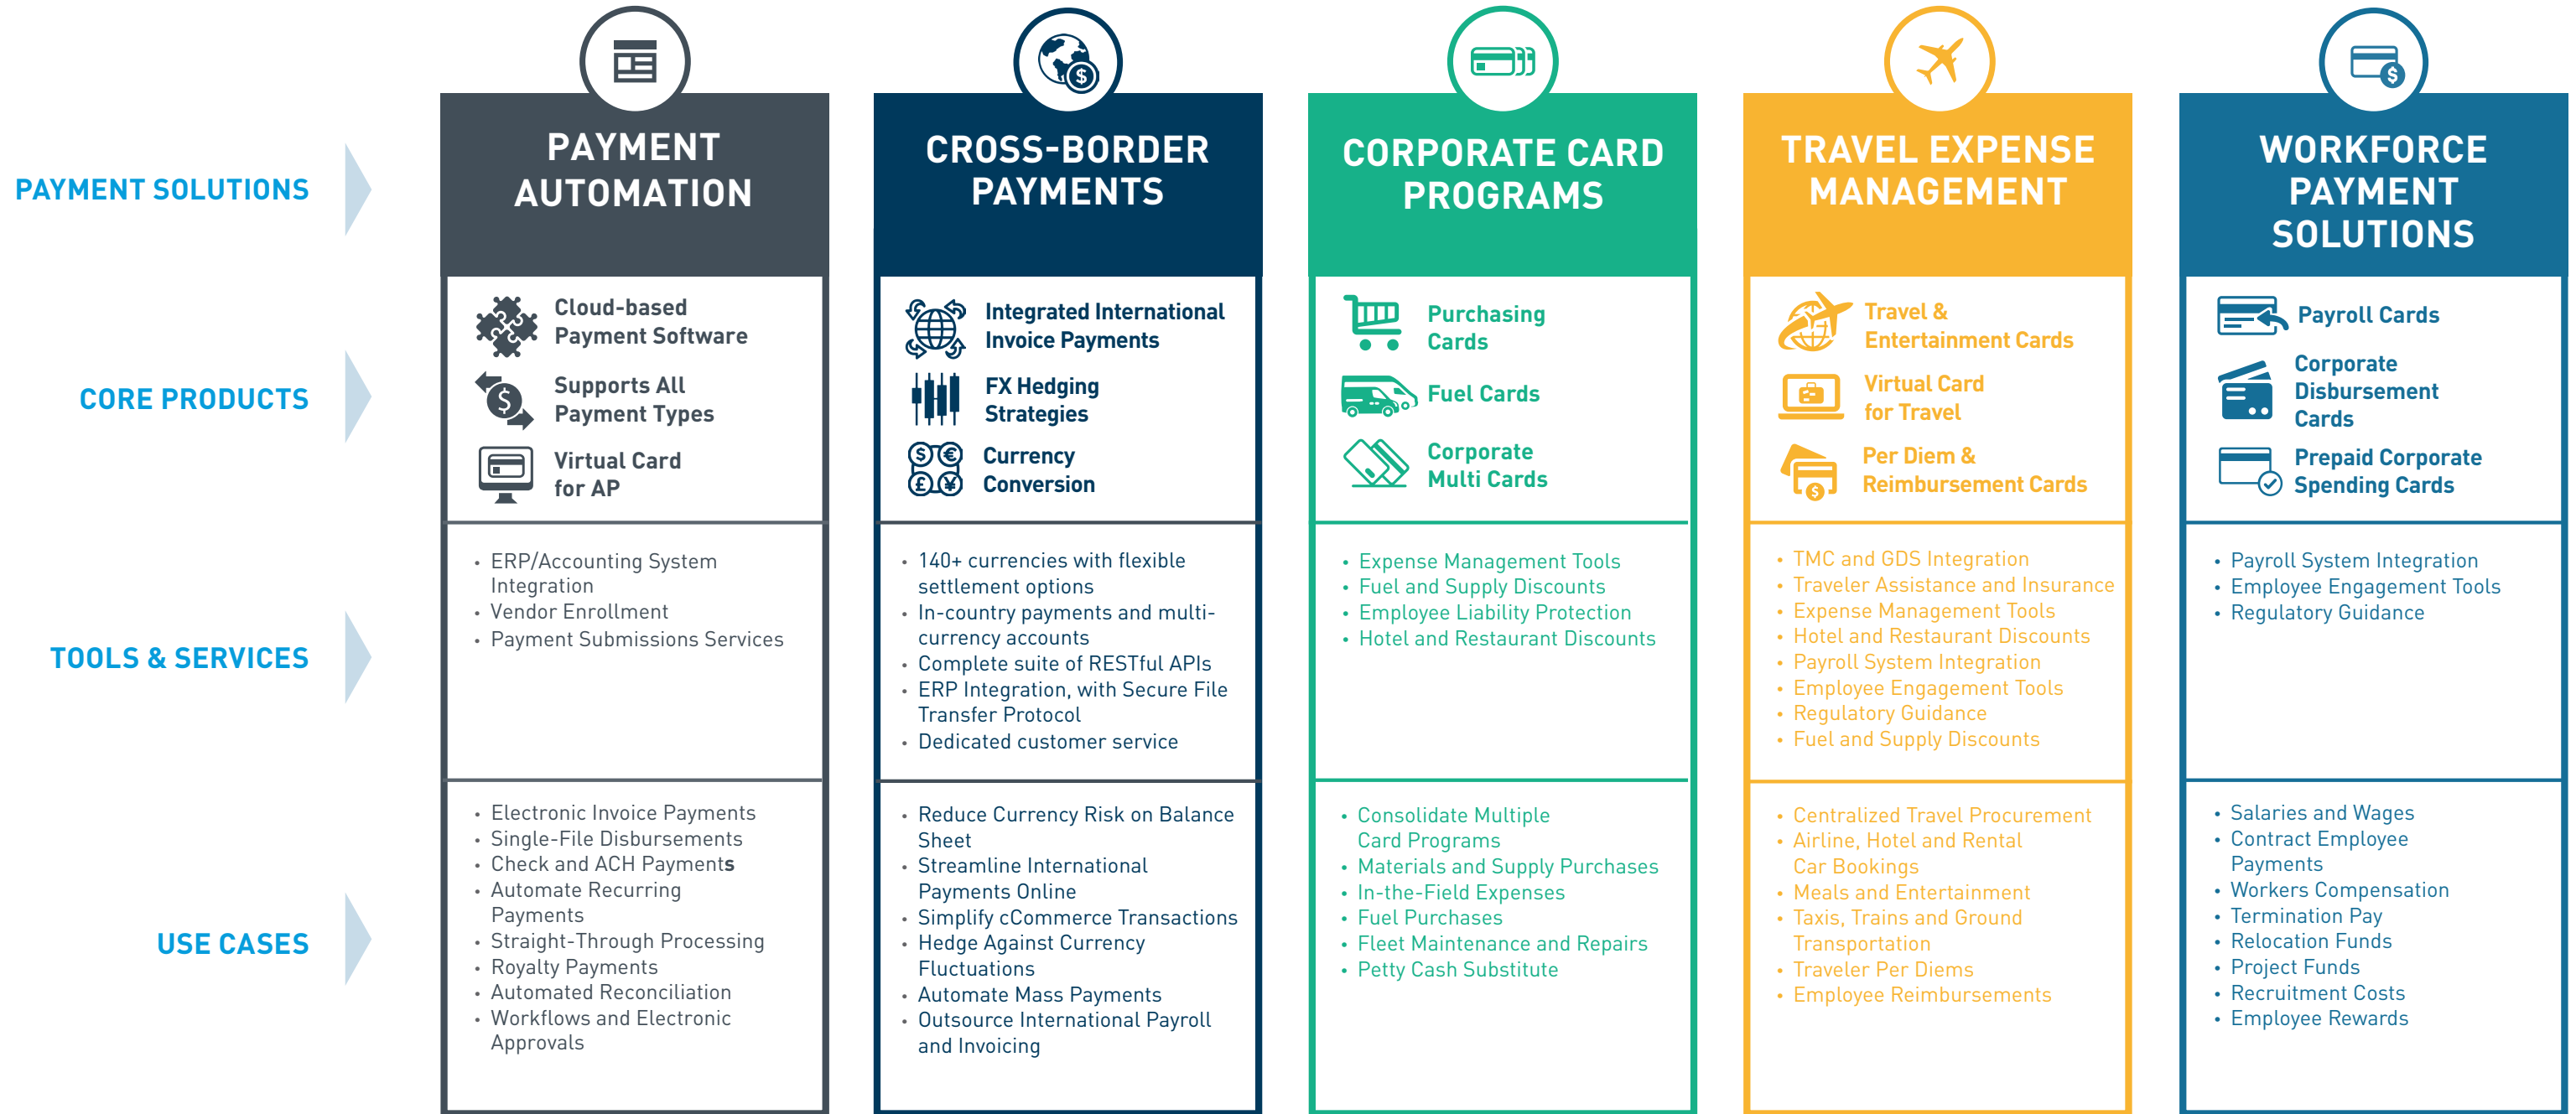 PAYMENT SOLUTIONS
CORE PRODUCTS
TOOLS & SERVICES
USE CASES
PAYMENT
AUTOMATION
Cloud-based
Payment Software
Supports All
Payment Types
Virtual Card
for AP
• ERP/Accounting System
Integration
• Vendor Enrollment
• Payment Submissions Services
• Electronic Invoice Payments
• Single-File Disbursements
• Check and ACH Payments
• Automate Recurring
Payments
• Straight-Through Processing
• Royalty Payments
• Automated Reconciliation
• Workflows and Electronic
Approvals
CROSS-BORDER
PAYMENTS
Integrated International
Invoice Payments
FX Hedging
Strategies
Currency
Conversion
• 140+ currencies with flexible
settlement options
• In-country payments and multi-
currency accounts
• Complete suite of RESTful APIs
• ERP Integration, with Secure File
Transfer Protocol
• Dedicated customer service
• Reduce Currency Risk on Balance
Sheet
• Streamline International
Payments Online
• Simplify cCommerce Transactions
• Hedge Against Currency
Fluctuations
• Automate Mass Payments
• Outsource International Payroll
and Invoicing
CORPORATE CARD
PROGRAMS
Purchasing
Cards
Fuel Cards
Corporate
Multi Cards
• Expense Management Tools
• Fuel and Supply Discounts
• Employee Liability Protection
• Hotel and Restaurant Discounts
• Consolidate Multiple
Card Programs
• Materials and Supply Purchases
• In-the-Field Expenses
• Fuel Purchases
• Fleet Maintenance and Repairs
• Petty Cash Substitute
TRAVEL EXPENSE
MANAGEMENT
Travel &
Entertainment Cards
Virtual Card
for Travel
Per Diem &
Reimbursement Cards
• TMC and GDS Integration
• Traveler Assistance and Insurance
• Expense Management Tools
• Hotel and Restaurant Discounts
• Payroll System Integration
• Employee Engagement Tools
• Regulatory Guidance
• Fuel and Supply Discounts
• Centralized Travel Procurement
• Airline, Hotel and Rental
Car Bookings
• Meals and Entertainment
• Taxis, Trains and Ground
Transportation
• Traveler Per Diems
• Employee Reimbursements
WORKFORCE
PAYMENT
SOLUTIONS
Payroll Cards
Corporate
Disbursement
Cards
Prepaid Corporate
Spending Cards
• Payroll System Integration
• Employee Engagement Tools
• Regulatory Guidance
• Salaries and Wages
• Contract Employee
Payments
• Workers Compensation
• Termination Pay
• Relocation Funds
• Project Funds
• Recruitment Costs
• Employee Rewards